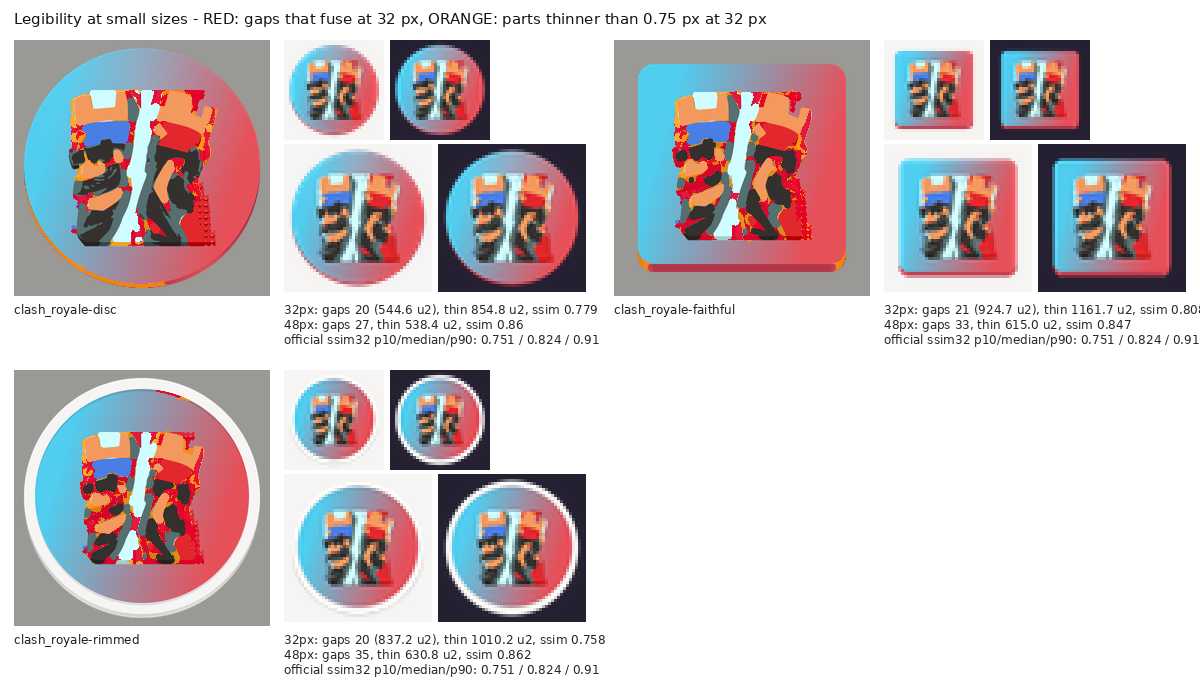 Legibility at small sizes - RED: gaps that fuse at 32 px, ORANGE: parts thinner than 0.75 px at 32 px
clash_royale-disc
32px: gaps 20 (544.6 u2), thin 854.8 u2, ssim 0.779
48px: gaps 27, thin 538.4 u2, ssim 0.86
official ssim32 p10/median/p90: 0.751 / 0.824 / 0.91
clash_royale-faithful
32px: gaps 21 (924.7 u2), thin 1161.7 u2, ssim 0.808
48px: gaps 33, thin 615.0 u2, ssim 0.847
official ssim32 p10/median/p90: 0.751 / 0.824 / 0.91
clash_royale-rimmed
32px: gaps 20 (837.2 u2), thin 1010.2 u2, ssim 0.758
48px: gaps 35, thin 630.8 u2, ssim 0.862
official ssim32 p10/median/p90: 0.751 / 0.824 / 0.91